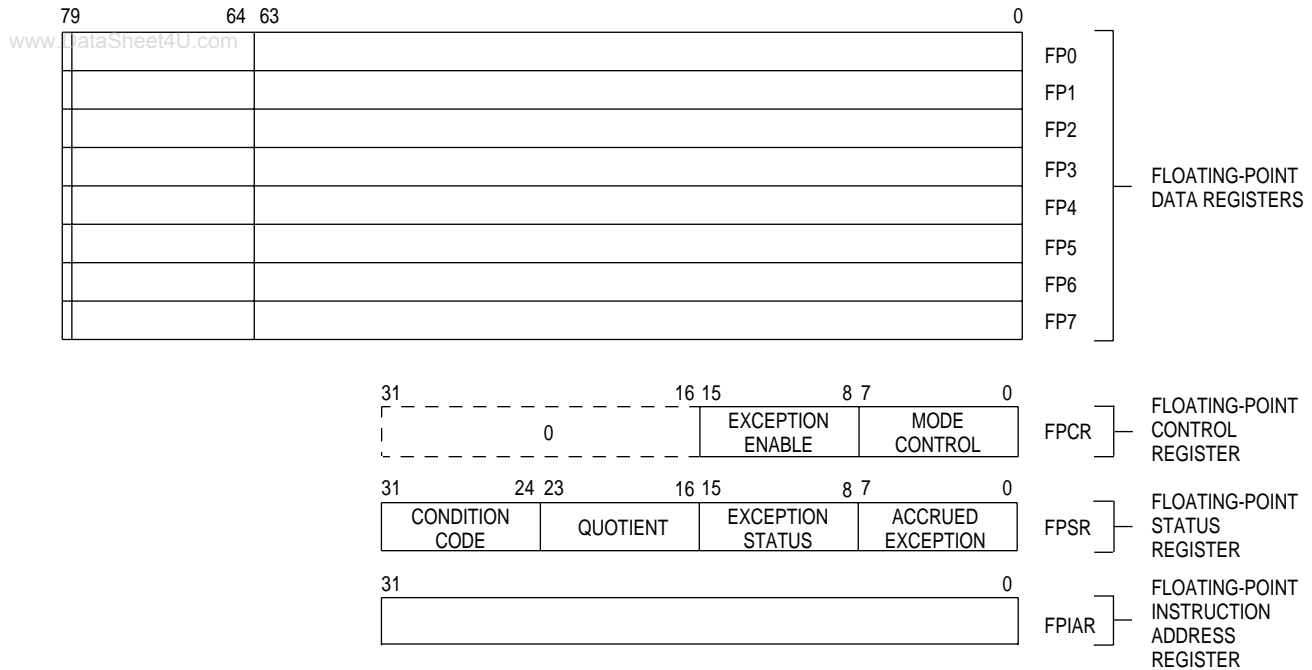 79 64 63 0
www.DataSheet4U.com
FP0
FP1
FP2
FP3
FP4
FP5
FP6
FP7
FLOATING-POINT
DATA REGISTERS
31 16 15 8 7 0
0
EXCEPTION
ENABLE
MODE
CONTROL
FPCR
FLOATING-POINT
CONTROL
REGISTER
31 24 23 16 15 8 7 0
CONDITION
CODE
QUOTIENT
EXCEPTION
STATUS
ACCRUED
EXCEPTION
FPSR
FLOATING-POINT
STATUS
REGISTER
31 0
FPIAR
FLOATING-POINT
INSTRUCTION
ADDRESS
REGISTER